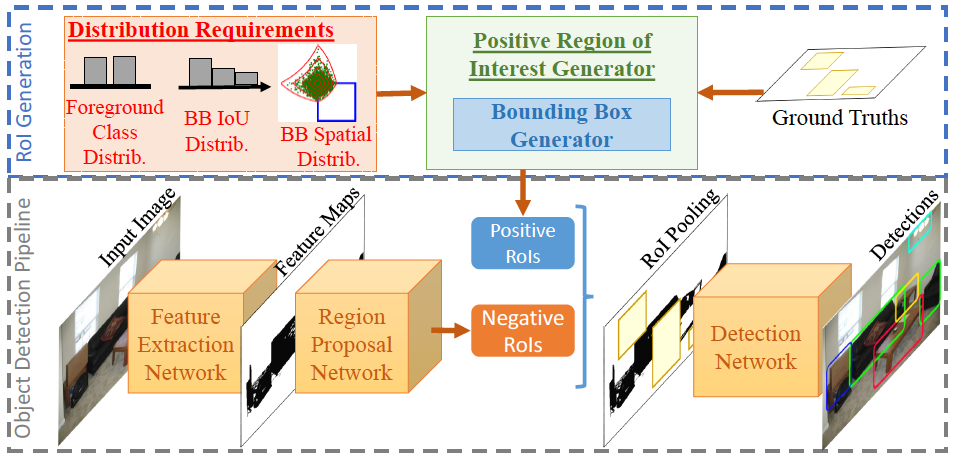 RoI Generation
Distribution Requirements
Foreground
Class
Distrib.
BB IoU
Distrib.
BB Spatial
Distrib.
Positive Region of
Interest Generator
Bounding Box
Generator
Ground Truths
Object Detection Pipeline
Input Image
Feature
Extraction
Network
Feature Maps
Region
Proposal
Network
Positive
RoIs
Negative
RoIs
RoI Pooling
Detection
Network
Detections